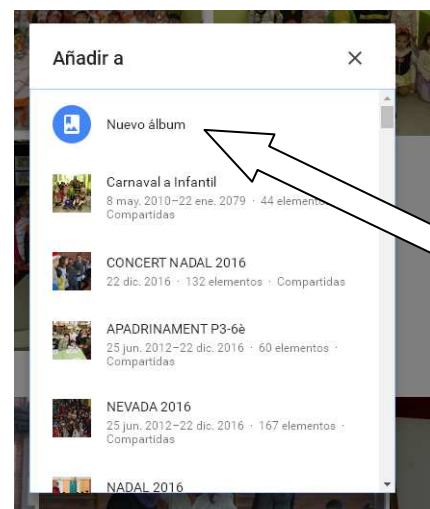 Añadir a
Nuevo álbum
Carnaval a Infantil
8 may. 2010–22 ene. 2079 · 44 elemento
Compartidas
CONCERT NADAL 2016
22 dic. 2016 · 132 elementos · Compartidas
APADRINAMENT P3-6è
25 jun. 2012–22 dic. 2016 · 60 elementos ·
Compartidas
NEVADA 2016
25 jun. 2012–22 dic. 2016 · 167 elementos ·
Compartidas
NADAL 2016